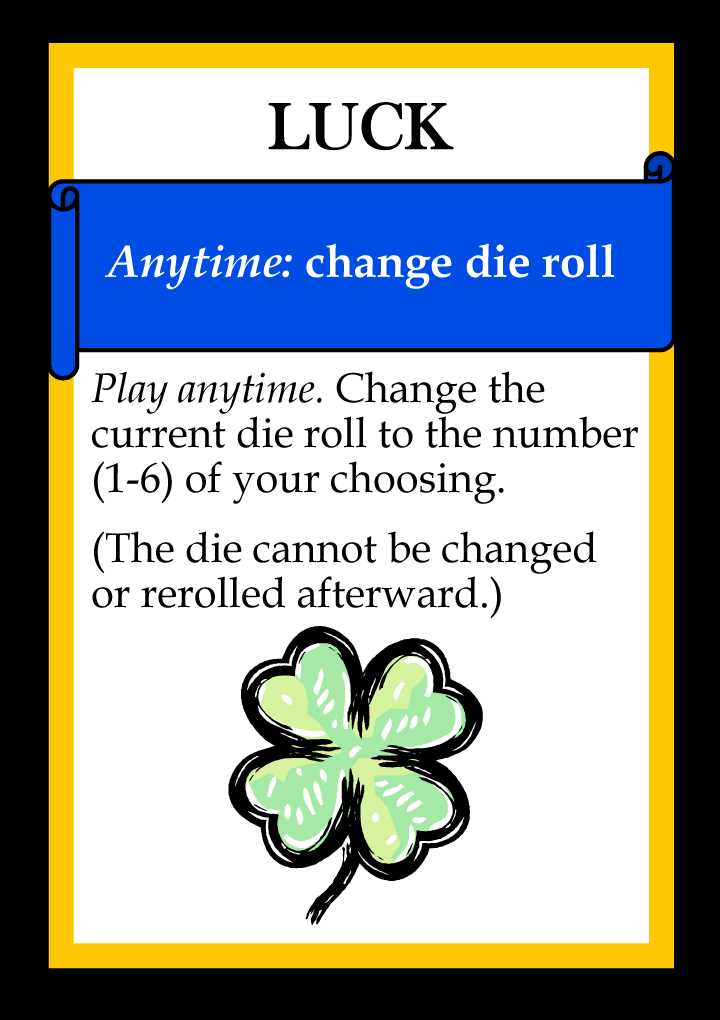 LUCK
Anytime: change die roll
Play anytime. Change the
current die roll to the number
(1-6) of your choosing.
(The die cannot be changed
or rerolled afterward.)